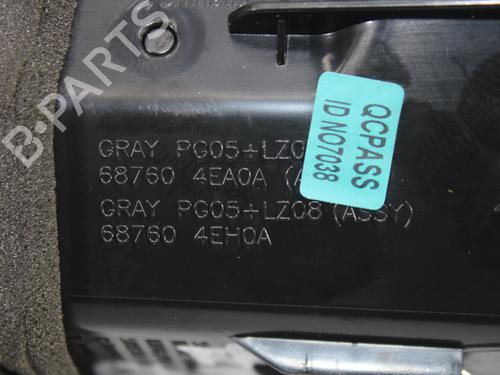 GRAY PG05+LZ0
68760 4EA0A (A
GRAY PG05+LZ08 (ASSY)
68760 4EH0A
QCPASS
ID NO7038
B-PARTS